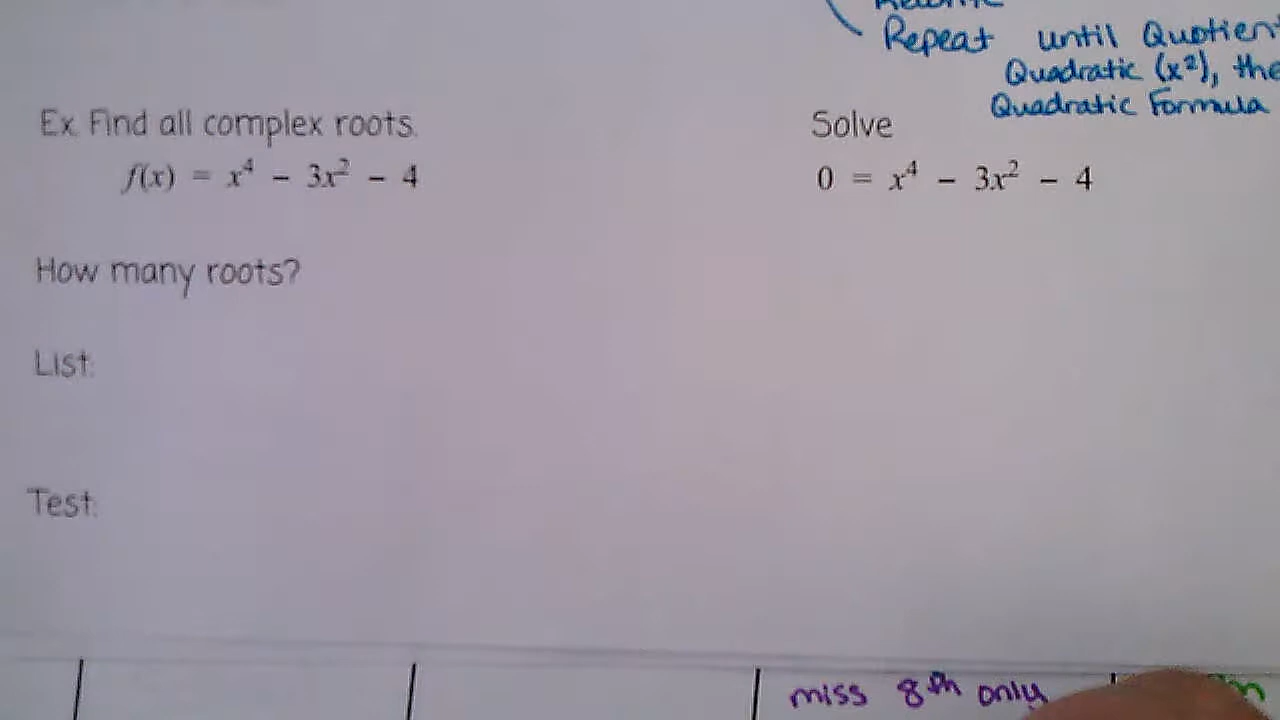 Repeat until Quotien
Quadratic (x²), the
Quadratic Formula
Ex. Find all complex roots.
f(x) = x⁴ - 3x² - 4
Solve
0 = x⁴ - 3x² - 4
How many roots?
List:
Test:
miss 8th only